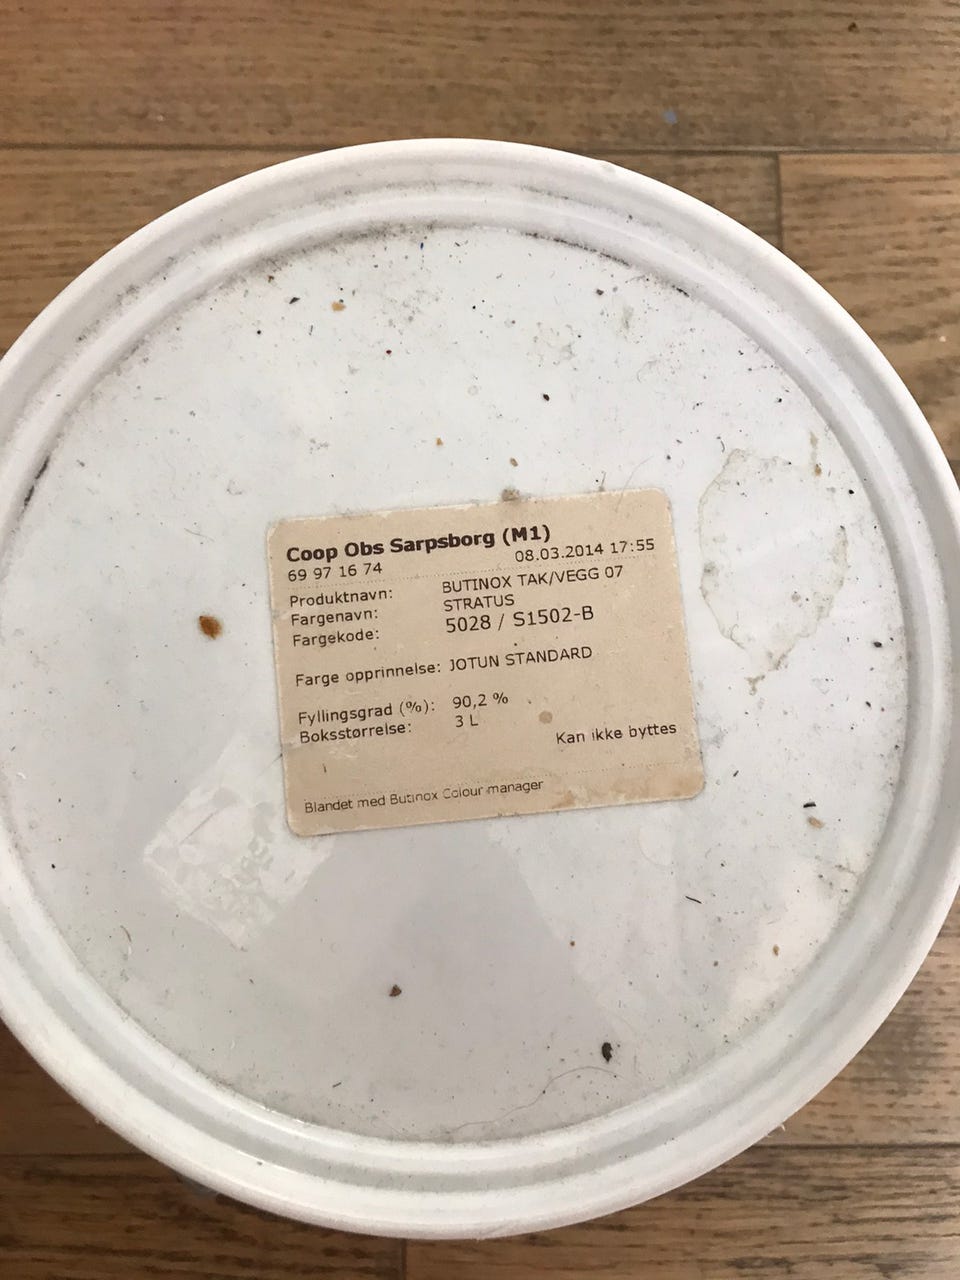 Coop Obs Sarpsborg (M1)
69 97 16 74 08.03.2014 17:55
Produktnavn: BUTINOX TAK/VEGG 07
Fargenavn: STRATUS
Fargekode: 5028 / S1502-B
Farge opprinnelse: JOTUN STANDARD
Fyllingsgrad (%): 90,2 %
Boksstørrelse: 3 L
Kan ikke byttes
Blandet med Butinox Colour manager